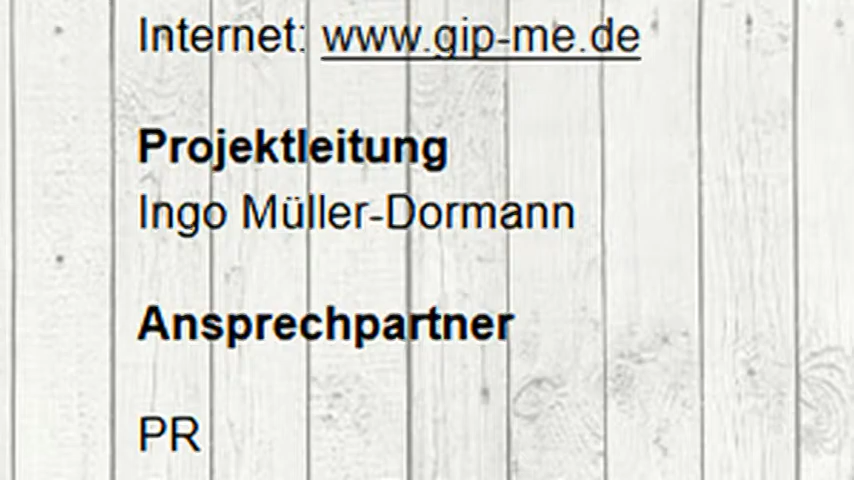 Internet: www.gip-me.de
Projektleitung
Ingo Müller-Dormann
Ansprechpartner
PR